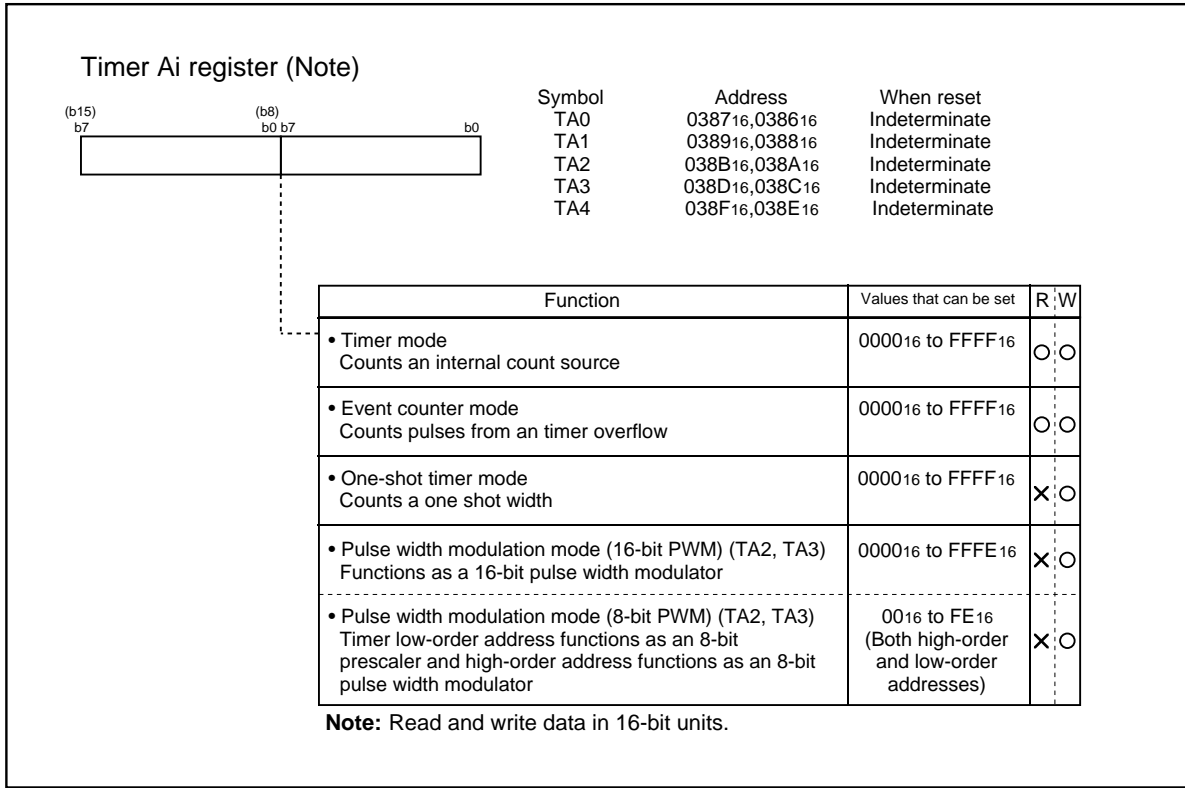 Timer Ai register (Note)
(b15) (b8)
b7 b0 b7 b0
Symbol Address When reset
TA0 038716,038616 Indeterminate
TA1 038916,038816 Indeterminate
TA2 038B16,038A16 Indeterminate
TA3 038D16,038C16 Indeterminate
TA4 038F16,038E16 Indeterminate
Function Values that can be set R W
• Timer mode 000016 to FFFF16
Counts an internal count source
• Event counter mode 000016 to FFFF16
Counts pulses from an timer overflow
• One-shot timer mode 000016 to FFFF16
Counts a one shot width
• Pulse width modulation mode (16-bit PWM) (TA2, TA3) 000016 to FFFE16
Functions as a 16-bit pulse width modulator
• Pulse width modulation mode (8-bit PWM) (TA2, TA3) 0016 to FE16
Timer low-order address functions as an 8-bit (Both high-order
prescaler and high-order address functions as an 8-bit and low-order
pulse width modulator addresses)
Note: Read and write data in 16-bit units.